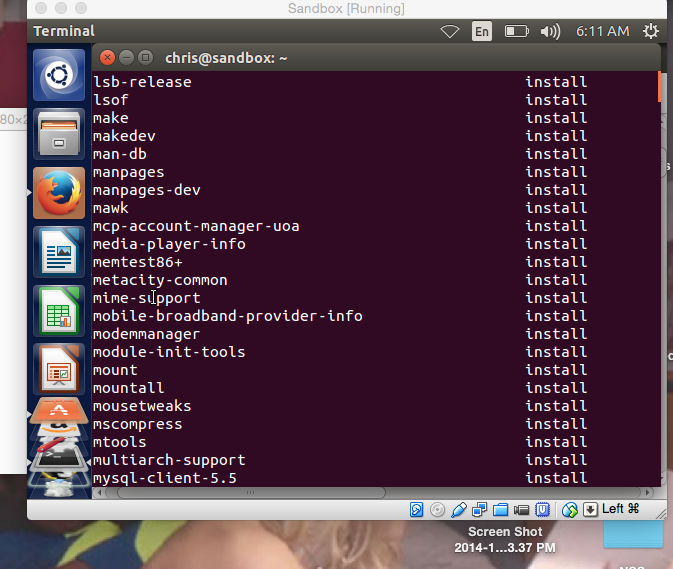 Sandbox [Running]
Terminal En 6:11 AM
chris@sandbox: ~
80×2
lsb-release install
lsof install
make install
makedev install
man-db install
manpages install
manpages-dev install
mawk install
mcp-account-manager-uoa install
media-player-info install
memtest86+ install
metacity-common install
mime-support install
mobile-broadband-provider-info install
modemmanager install
module-init-tools install
mount install
mountall install
mousetweaks install
mscompress install
mtools install
multiarch-support install
mysql-client-5.5 install
Left ⌘
Screen Shot
2014-1...3.37 PM